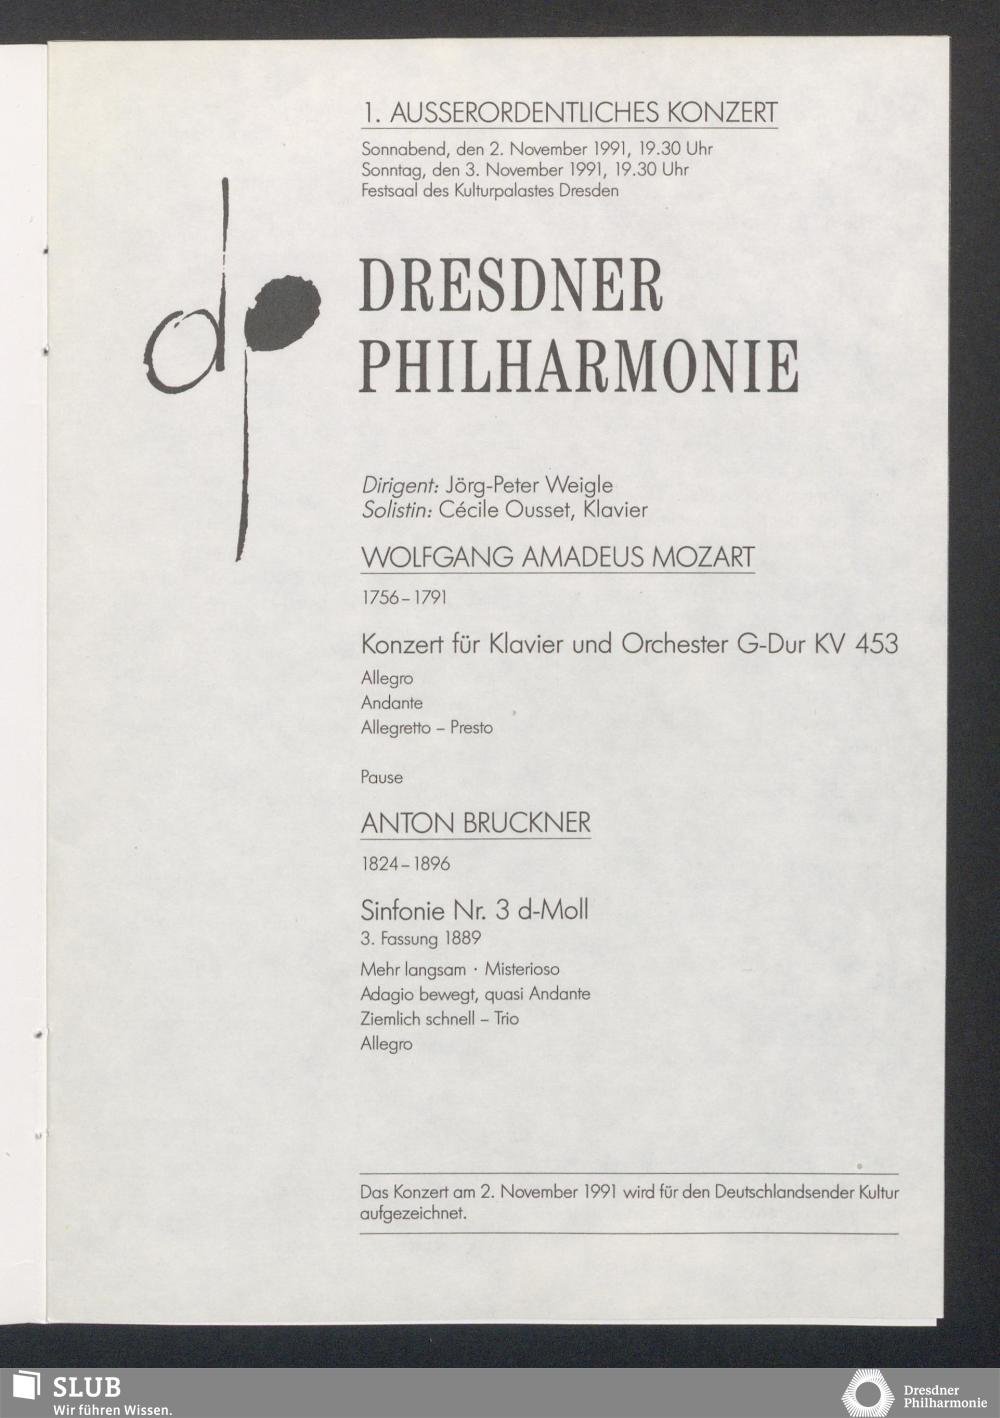 1. AUSSERORDENTLICHES KONZERT
Sonnabend, den 2. November 1991, 19.30 Uhr
Sonntag, den 3. November 1991, 19.30 Uhr
Festsaal des Kulturpalastes Dresden
dp
DRESDNER
PHILHARMONIE
Dirigent: Jörg-Peter Weigle
Solistin: Cécile Ousset, Klavier
WOLFGANG AMADEUS MOZART
1756–1791
Konzert für Klavier und Orchester G-Dur KV 453
Allegro
Andante
Allegretto – Presto
Pause
ANTON BRUCKNER
1824–1896
Sinfonie Nr. 3 d-Moll
3. Fassung 1889
Mehr langsam · Misterioso
Adagio bewegt, quasi Andante
Ziemlich schnell – Trio
Allegro
Das Konzert am 2. November 1991 wird für den Deutschlandsender Kultur
aufgezeichnet.
SLUB
Wir führen Wissen.
Dresdner
Philharmonie